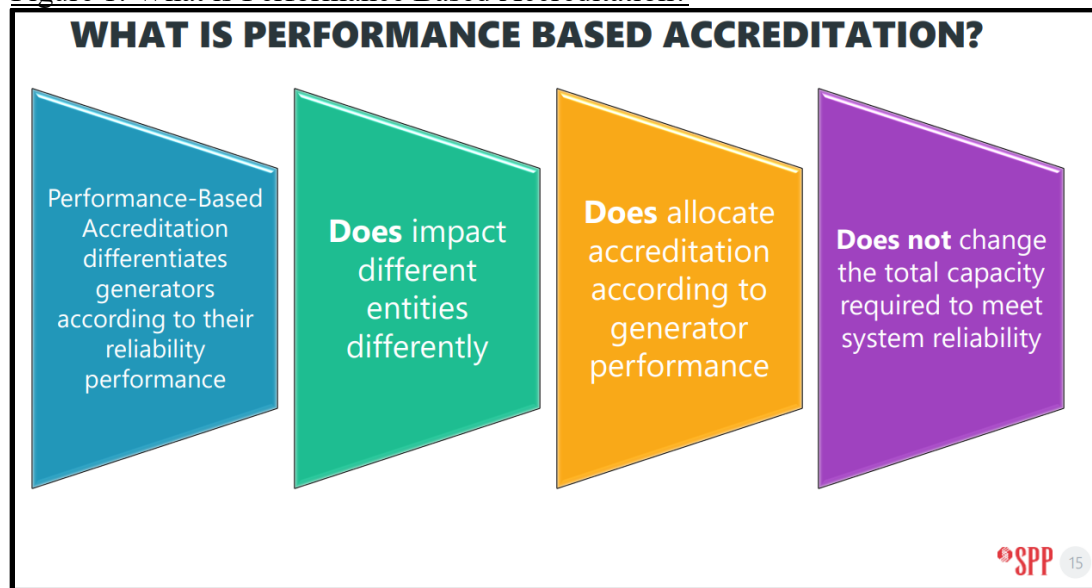 WHAT IS PERFORMANCE BASED ACCREDITATION?
Performance-Based
Accreditation
differentiates
generators
according to their
reliability
performance
Does impact
different
entities
differently
Does allocate
accreditation
according to
generator
performance
Does not change
the total capacity
required to meet
system reliability
SPP 15